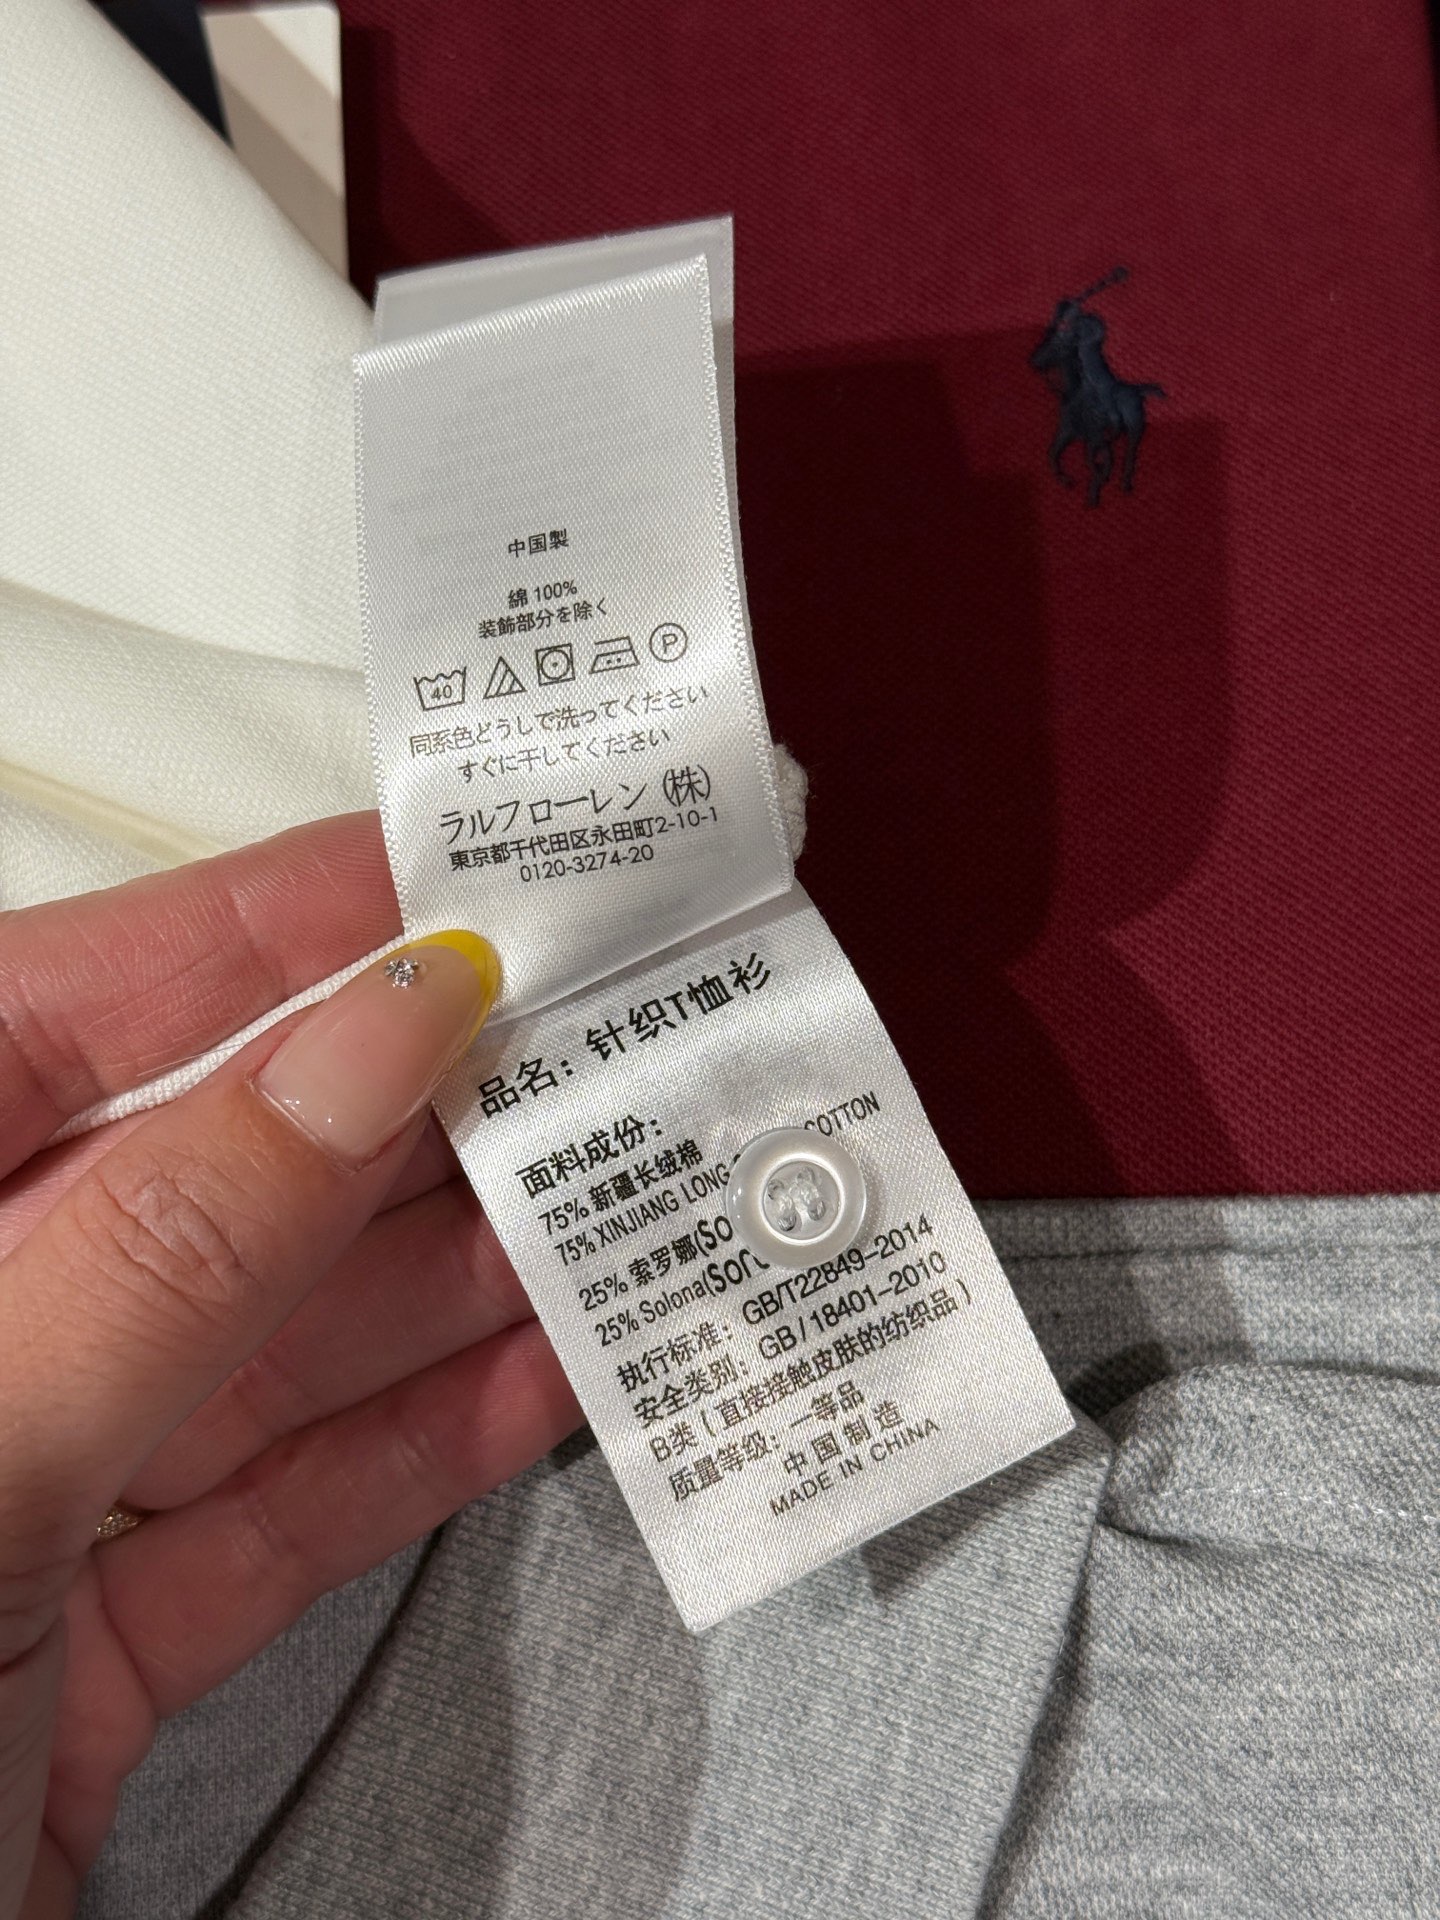 中国製
綿 100%
装飾部分を除く
40
P
同系色どうしで洗ってください
すぐに干してください
ラルフローレン (株)
東京都千代田区永田町2-10-1
0120-3274-20
品名：针织T恤衫
面料成份：
75% 新疆长绒棉
75% XINJIANG LONG COTTON
25% 索罗娜(So
25% Solona(Soro
执行标准：GB/T22849–2014
安全类别：GB/18401–2010
B类（直接接触皮肤的纺织品）
质量等级：一等品
中国制造
MADE IN CHINA